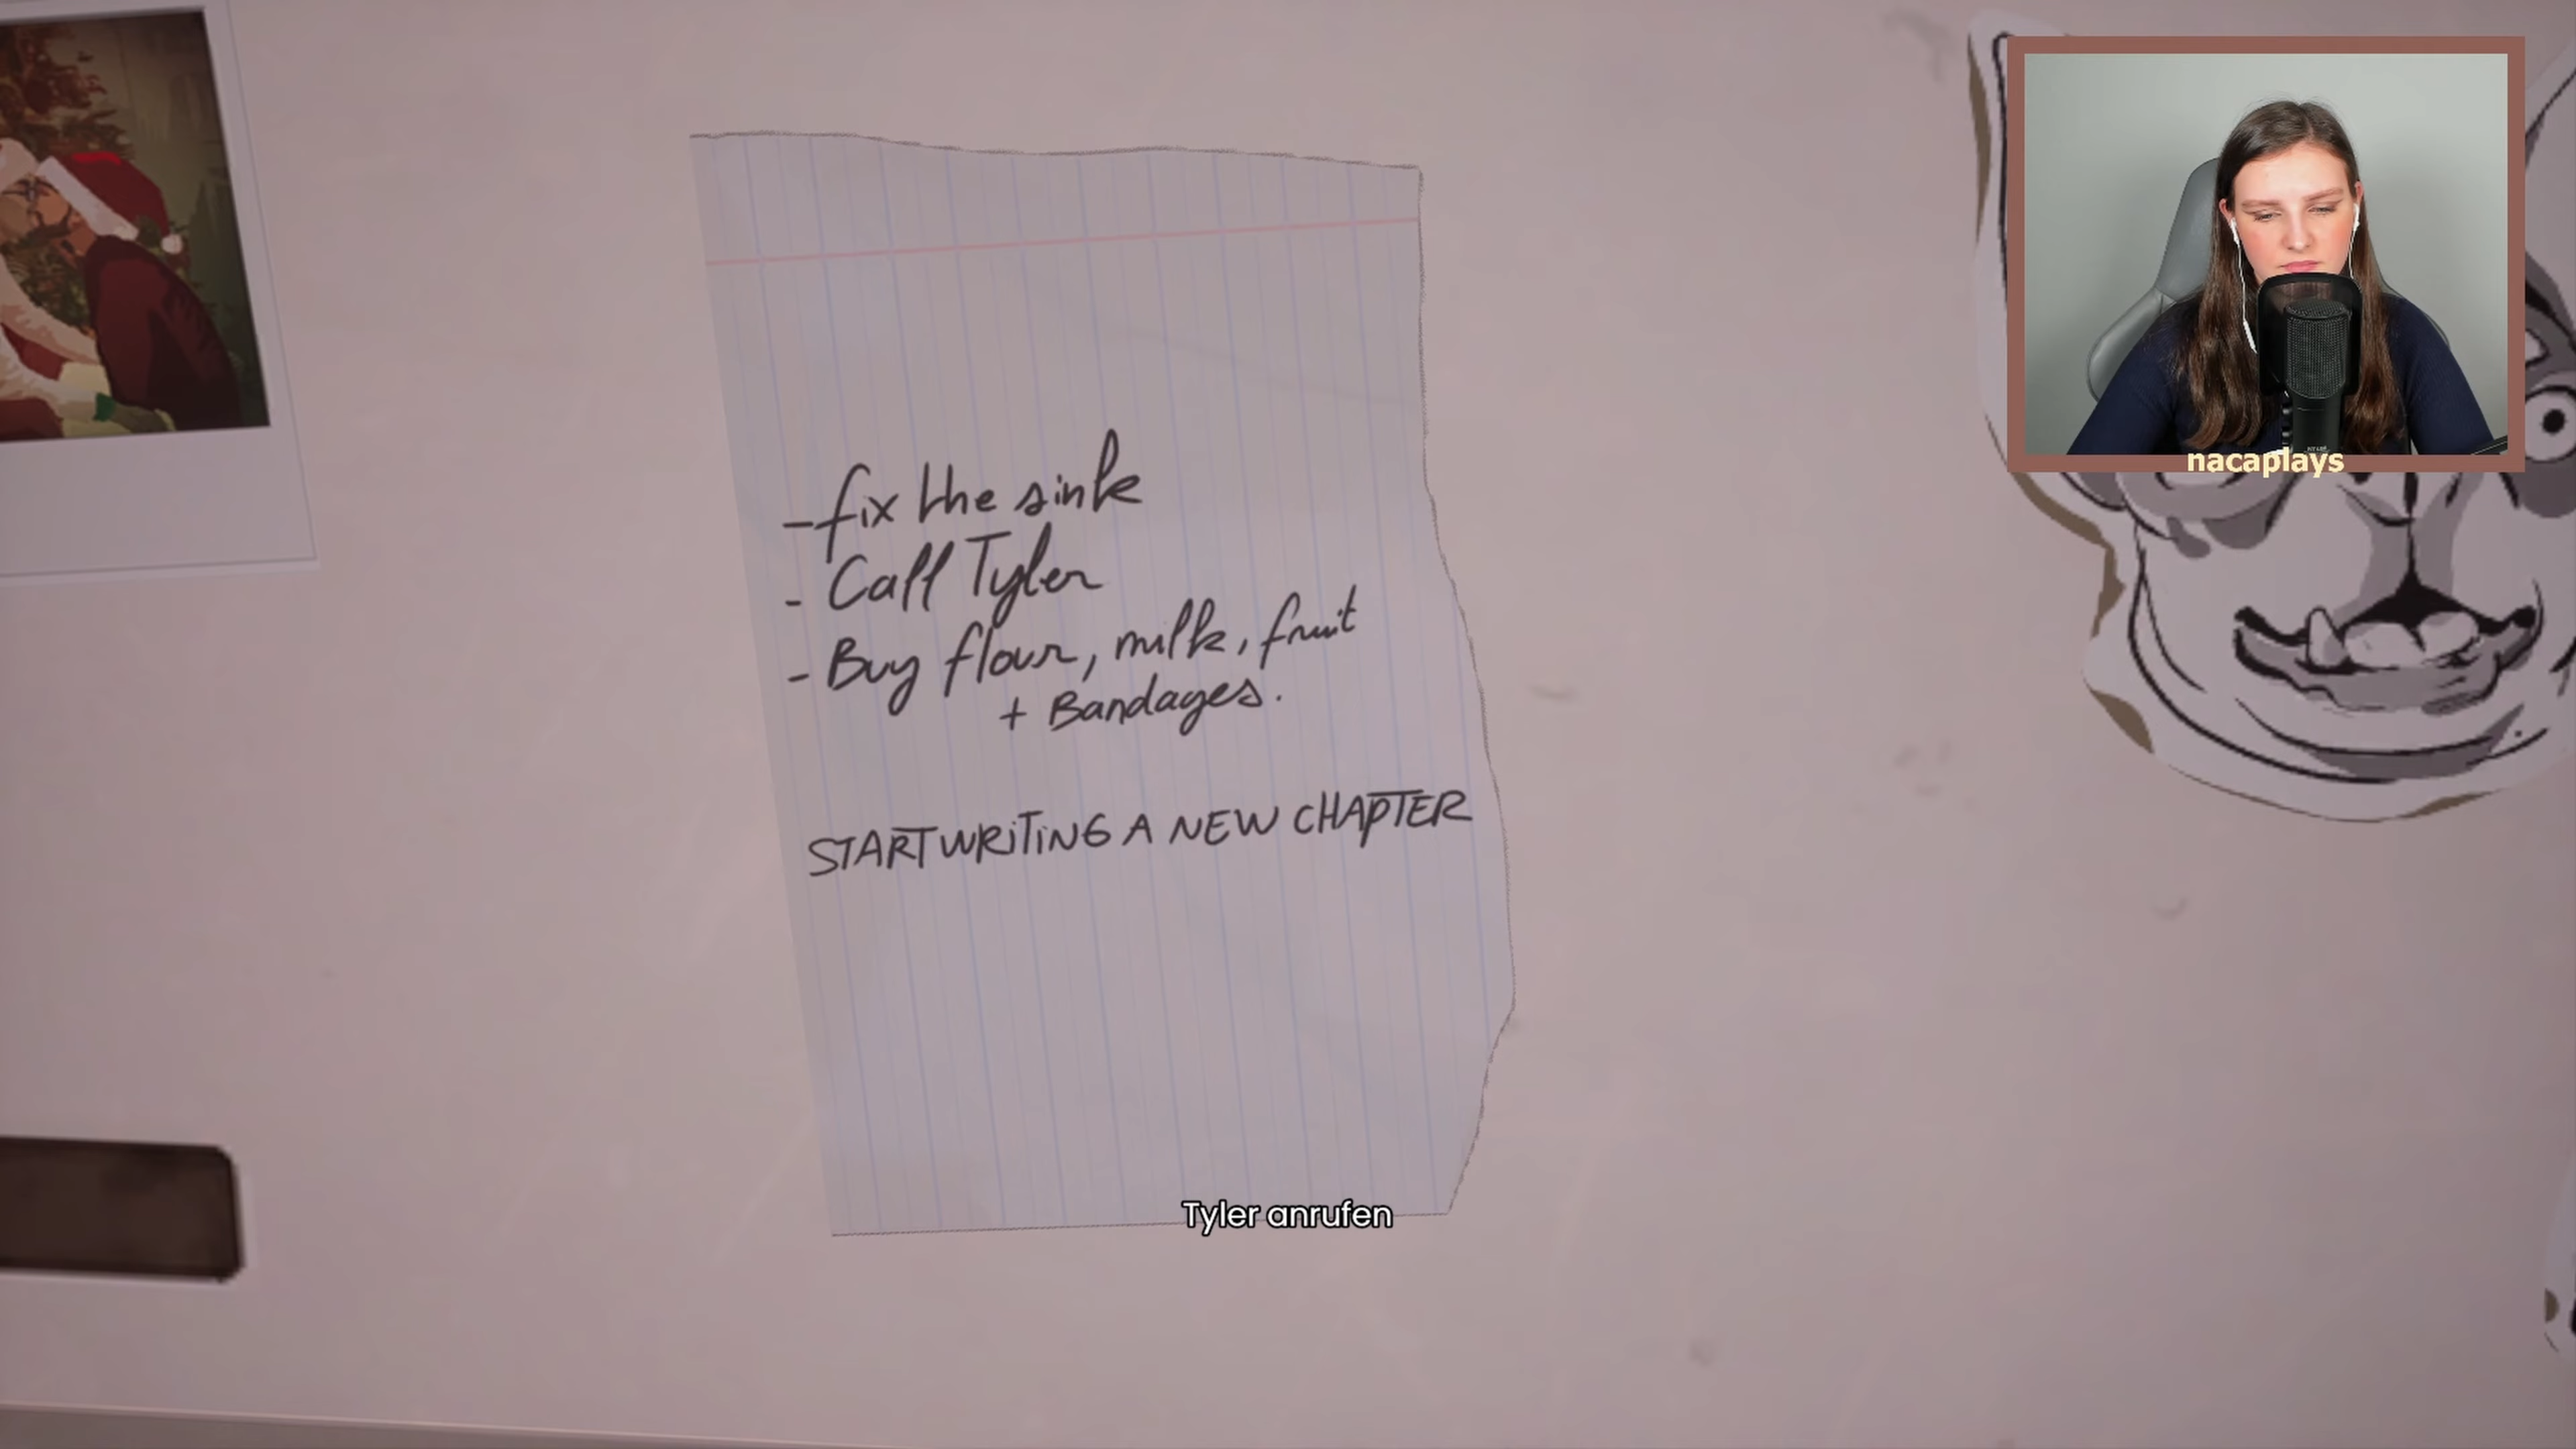 nacaplays
-fix the sink
- Call Tyler
- Buy flour, milk, fruit
+ Bandages.
START WRITING A NEW CHAPTER
Tyler anrufen